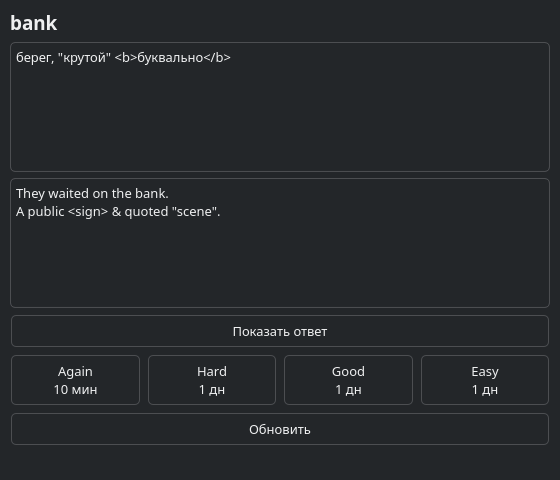 bank
берег, "крутой" <b>буквально</b>
They waited on the bank.
A public <sign> & quoted "scene".
Показать ответ
Again
10 мин
Hard
1 дн
Good
1 дн
Easy
1 дн
Обновить